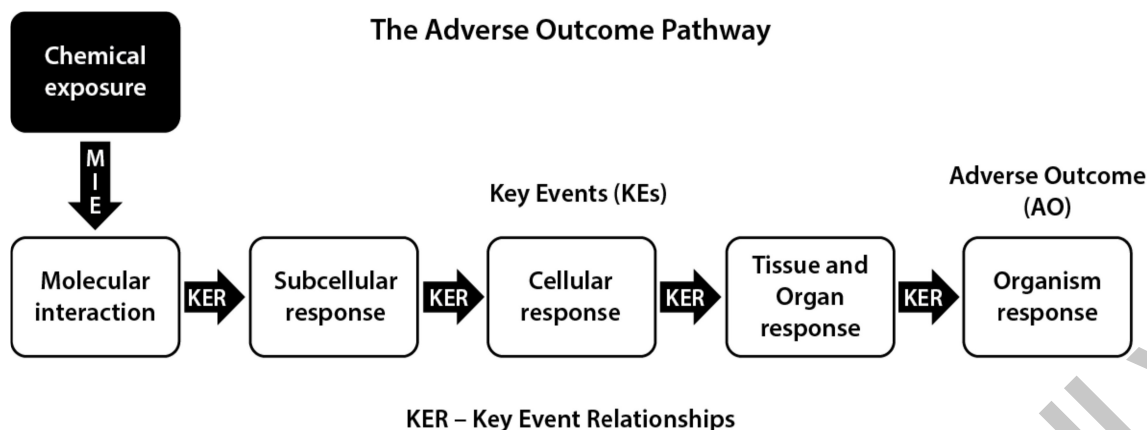 The Adverse Outcome Pathway
Chemical
exposure
MIE
Key Events (KEs)
Adverse Outcome
(AO)
Molecular
interaction
KER
Subcellular
response
KER
Cellular
response
KER
Tissue and
Organ
response
KER
Organism
response
KER – Key Event Relationships